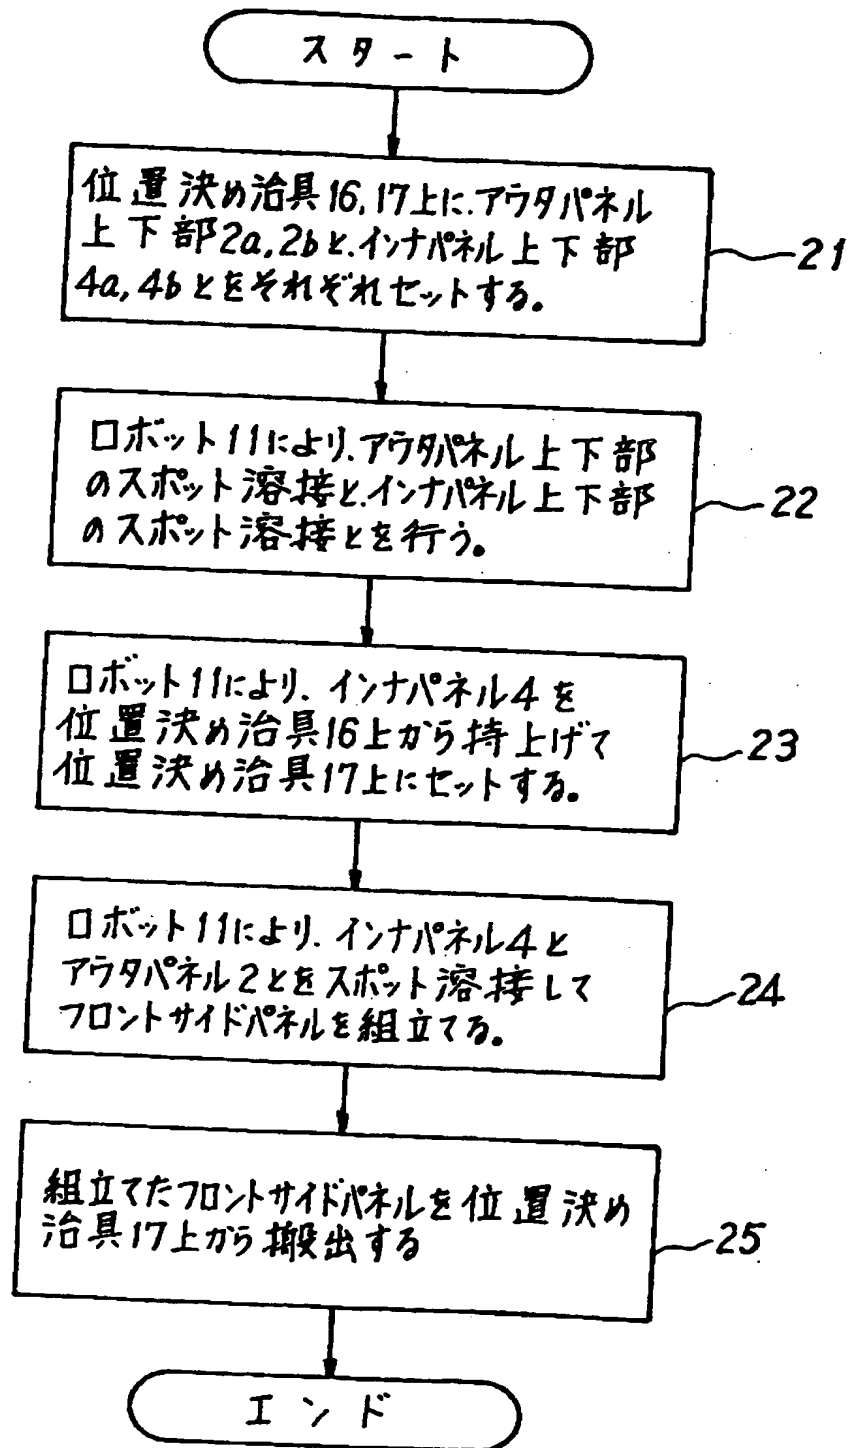 スタート
位置決め治具16,17上に、アウタパネル
上下部2a,2bと、インナパネル上下部
4a,4bとをそれぞれセットする。
21
ロボット11により、アウタパネル上下部
のスポット溶接と、インナパネル上下部
のスポット溶接とを行う。
22
ロボット11により、インナパネル4を
位置決め治具16上から持上げて
位置決め治具17上にセットする。
23
ロボット11により、インナパネル4と
アウタパネル2とをスポット溶接して
フロントサイドパネルを組立てる。
24
組立てたフロントサイドパネルを位置決め
治具17上から搬出する
25
エンド